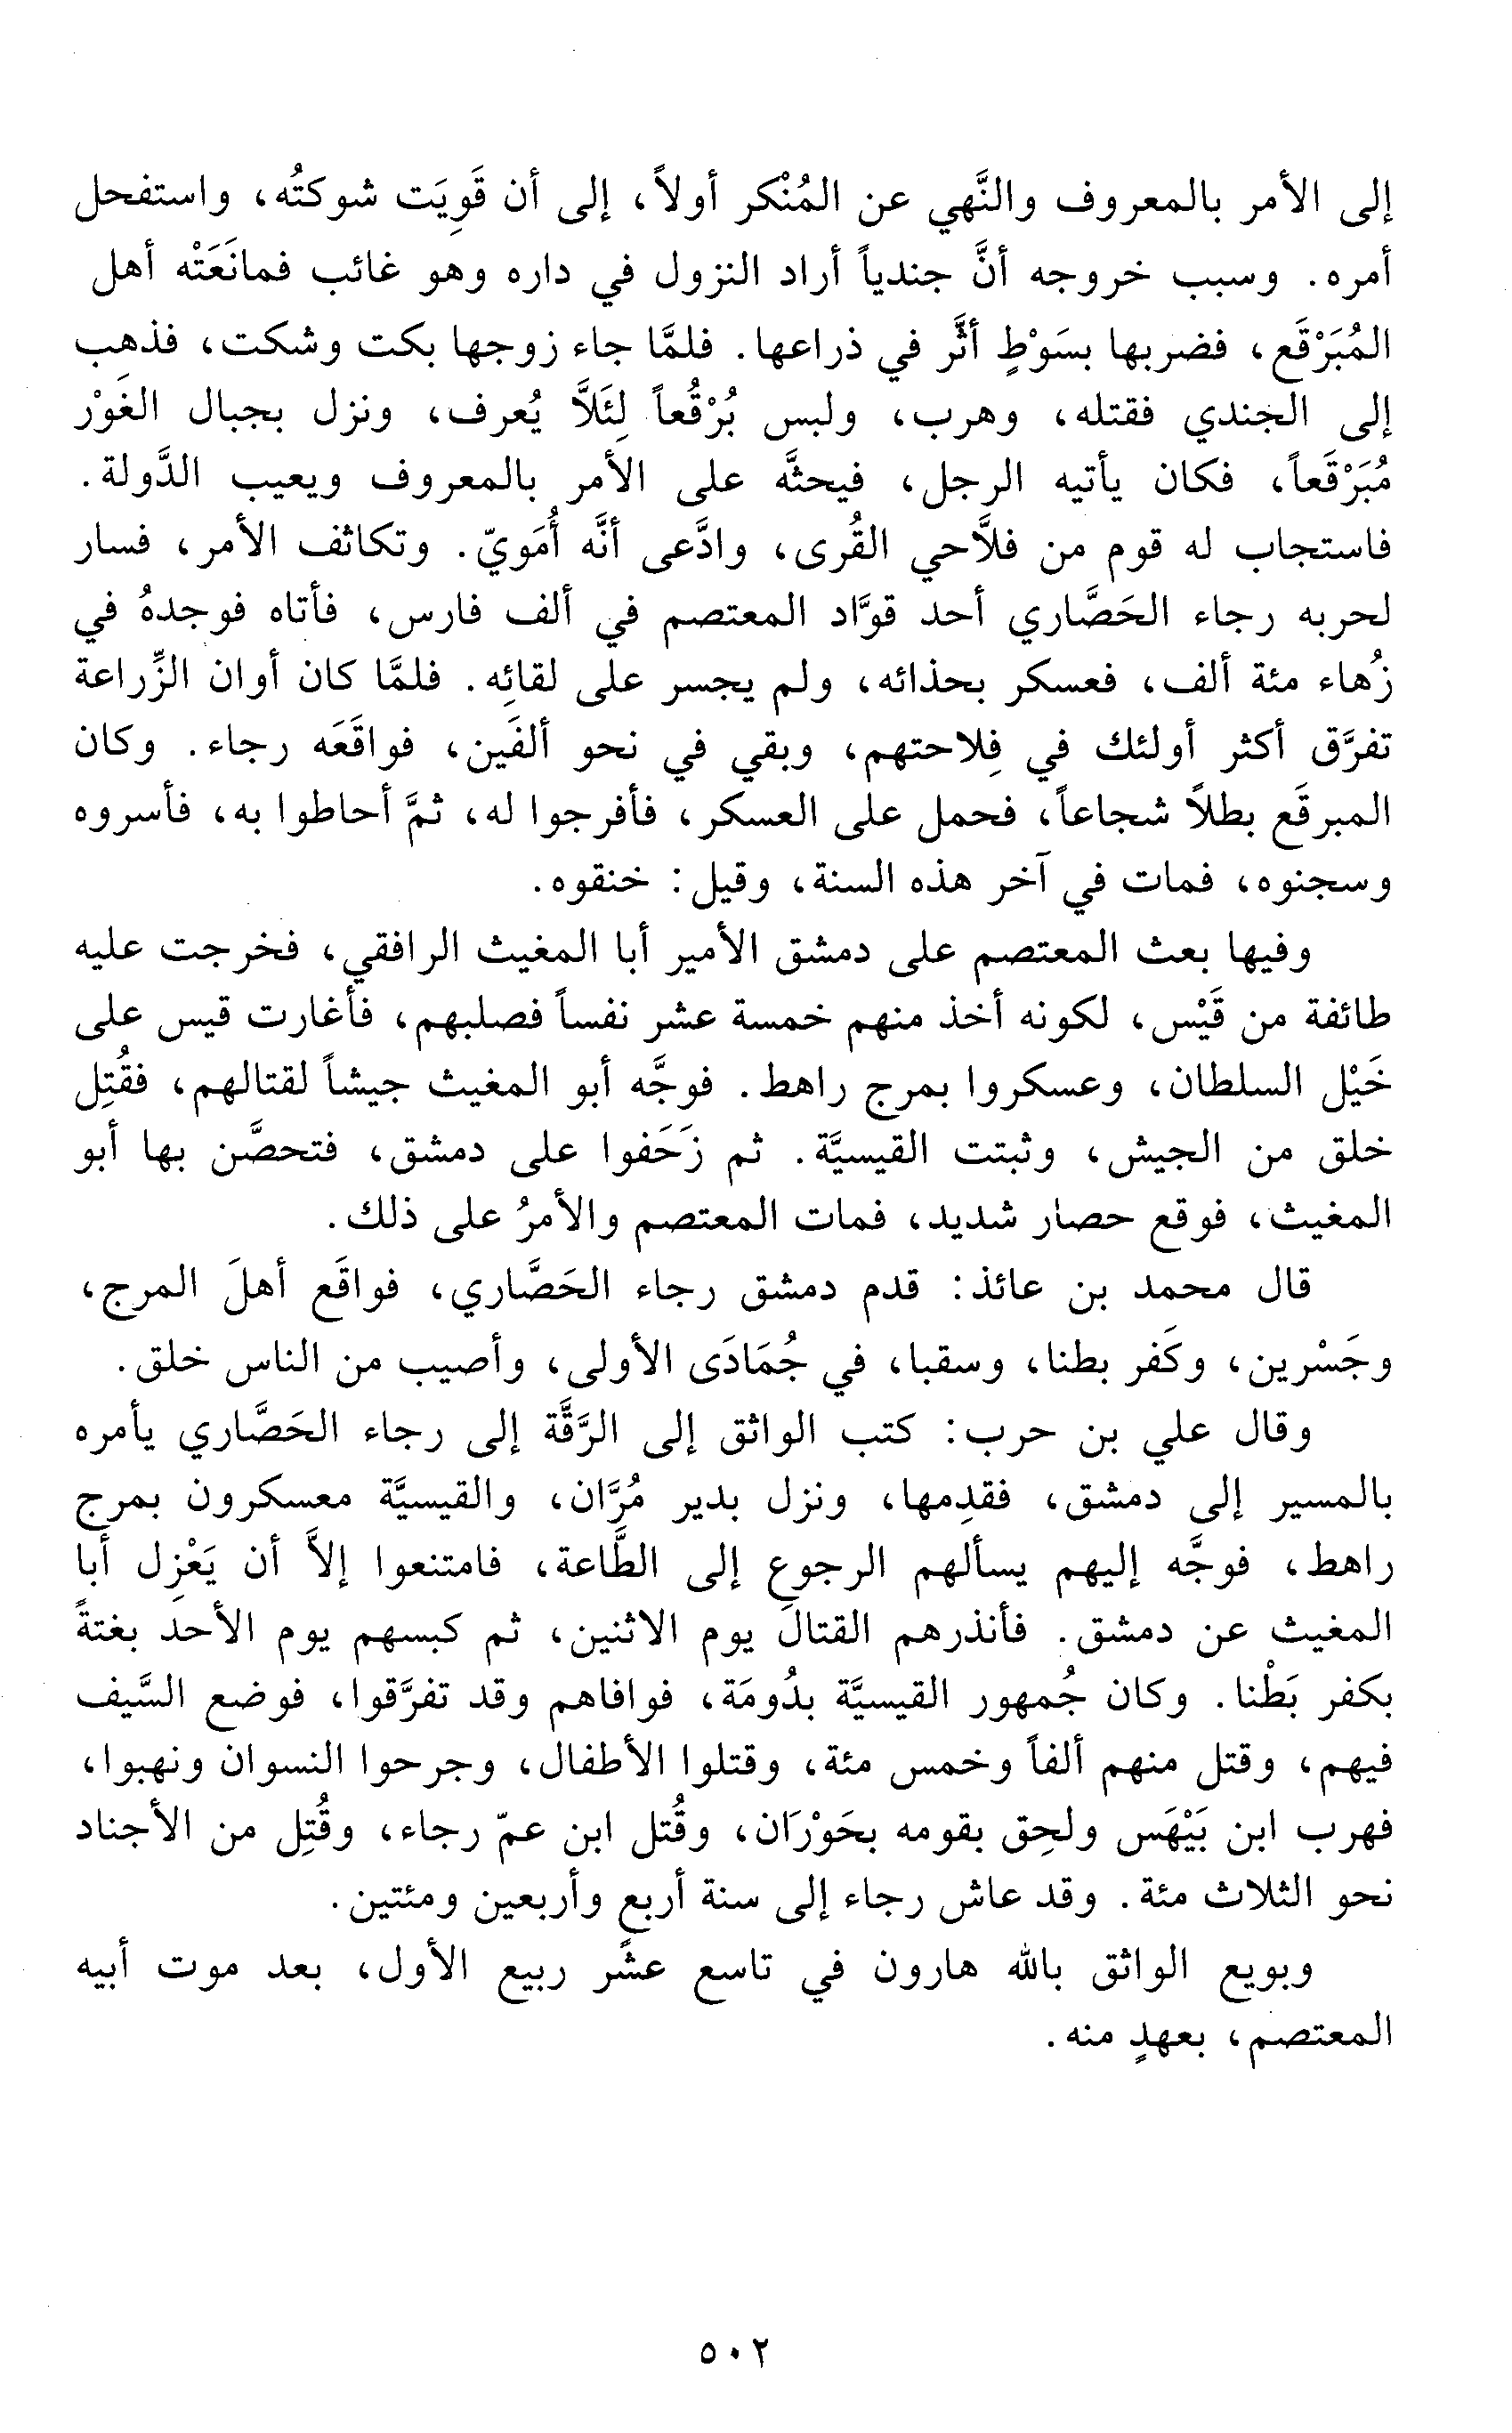 إلى الأمر بالمعروف والنَّهي عن المُنْكر أولاً، إلى أن قَوِيَت شوكتُه، واستفحل
أمره. وسبب خروجه أنَّ جندياً أراد النزول في داره وهو غائب فمانَعَتْه أهل
المُبَرْقَع، فضربها بسَوْطٍ أثَّر في ذراعها. فلمَّا جاء زوجها بكت وشكت، فذهب
إلى الجندي فقتله، وهرب، ولبس بُرْقُعاً لِئَلاَّ يُعرف، ونزل بجبال الغَوْر
مُبَرْقَعاً، فكان يأتيه الرجل، فيحثَّه على الأمر بالمعروف ويعيب الدَّولة.
فاستجاب له قوم من فلاَّحي القُرى، وادَّعى أنَّه أُمَويّ. وتكاثف الأمر، فسار
لحربه رجاء الحَصَّاري أحد قوَّاد المعتصم في ألف فارس، فأتاه فوجدهُ في
زُهاء مئة ألف، فعسكر بحذائه، ولم يجسر على لقائِه. فلمَّا كان أوان الزِّراعة
تفرَّق أكثر أولئك في فِلاحتهم، وبقي في نحو ألفَين، فواقَعَه رجاء. وكان
المبرقَع بطلاً شجاعاً، فحمل على العسكر، فأفرجوا له، ثمَّ أحاطوا به، فأسروه
وسجنوه، فمات في آخر هذه السنة، وقيل: خنقوه.
وفيها بعث المعتصم على دمشق الأمير أبا المغيث الرافقي، فخرجت عليه
طائفة من قَيْس، لكونه أخذ منهم خمسة عشر نفساً فصلبهم، فأغارت قيس على
خَيْل السلطان، وعسكروا بمرج راهط. فوجَّه أبو المغيث جيشاً لقتالهم، فقُتِل
خلق من الجيش، وثبتت القيسيَّة. ثم زَحَفوا على دمشق، فتحصَّن بها أبو
المغيث، فوقع حصار شديد، فمات المعتصم والأمرُ على ذلك.
قال محمد بن عائذ: قدم دمشق رجاء الحَصَّاري، فواقَع أهلَ المرج،
وجَسْرين، وكَفر بطنا، وسقبا، في جُمَادَى الأولى، وأصيب من الناس خلق.
وقال علي بن حرب: كتب الواثق إلى الرَّقَّة إلى رجاء الحَصَّاري يأمره
بالمسير إلى دمشق، فقدِمها، ونزل بدير مُرَّان، والقيسيَّة معسكرون بمرج
راهط، فوجَّه إليهم يسألهم الرجوع إلى الطَّاعة، فامتنعوا إلاَّ أن يَعْزِل أبا
المغيث عن دمشق. فأنذرهم القتالَ يوم الاثنين، ثم كبسهم يوم الأحد بغتةً
بكفر بَطْنا. وكان جُمهور القيسيَّة بدُومَة، فوافاهم وقد تفرَّقوا، فوضع السَّيف
فيهم، وقتل منهم ألفاً وخمس مئة، وقتلوا الأطفال، وجرحوا النسوان ونهبوا،
فهرب ابن بَيْهَس ولحِق بقومه بحَوْرَان، وقُتل ابن عمّ رجاء، وقُتِل من الأجناد
نحو الثلاث مئة. وقد عاش رجاء إلى سنة أربع وأربعين ومئتين.
وبويع الواثق بالله هارون في تاسع عشر ربيع الأول، بعد موت أبيه
المعتصم، بعهدٍ منه.
٥٠٢